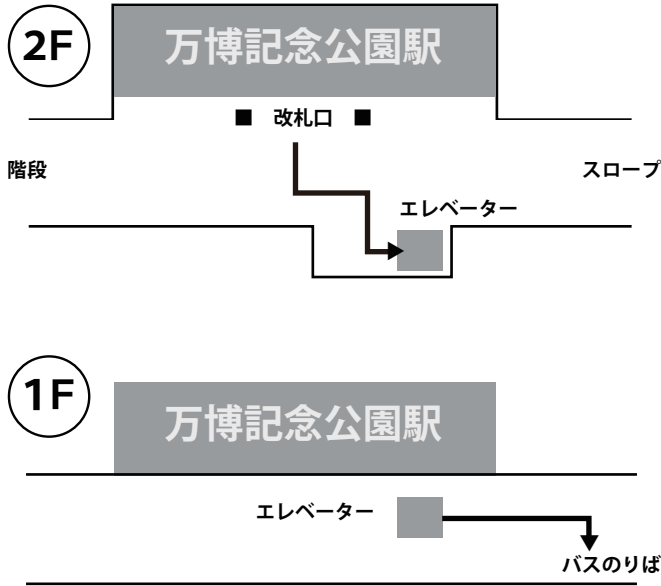 2F
万博記念公園駅
■ 改札口 ■
階段
スロープ
エレベーター
1F
万博記念公園駅
エレベーター
バスのりば